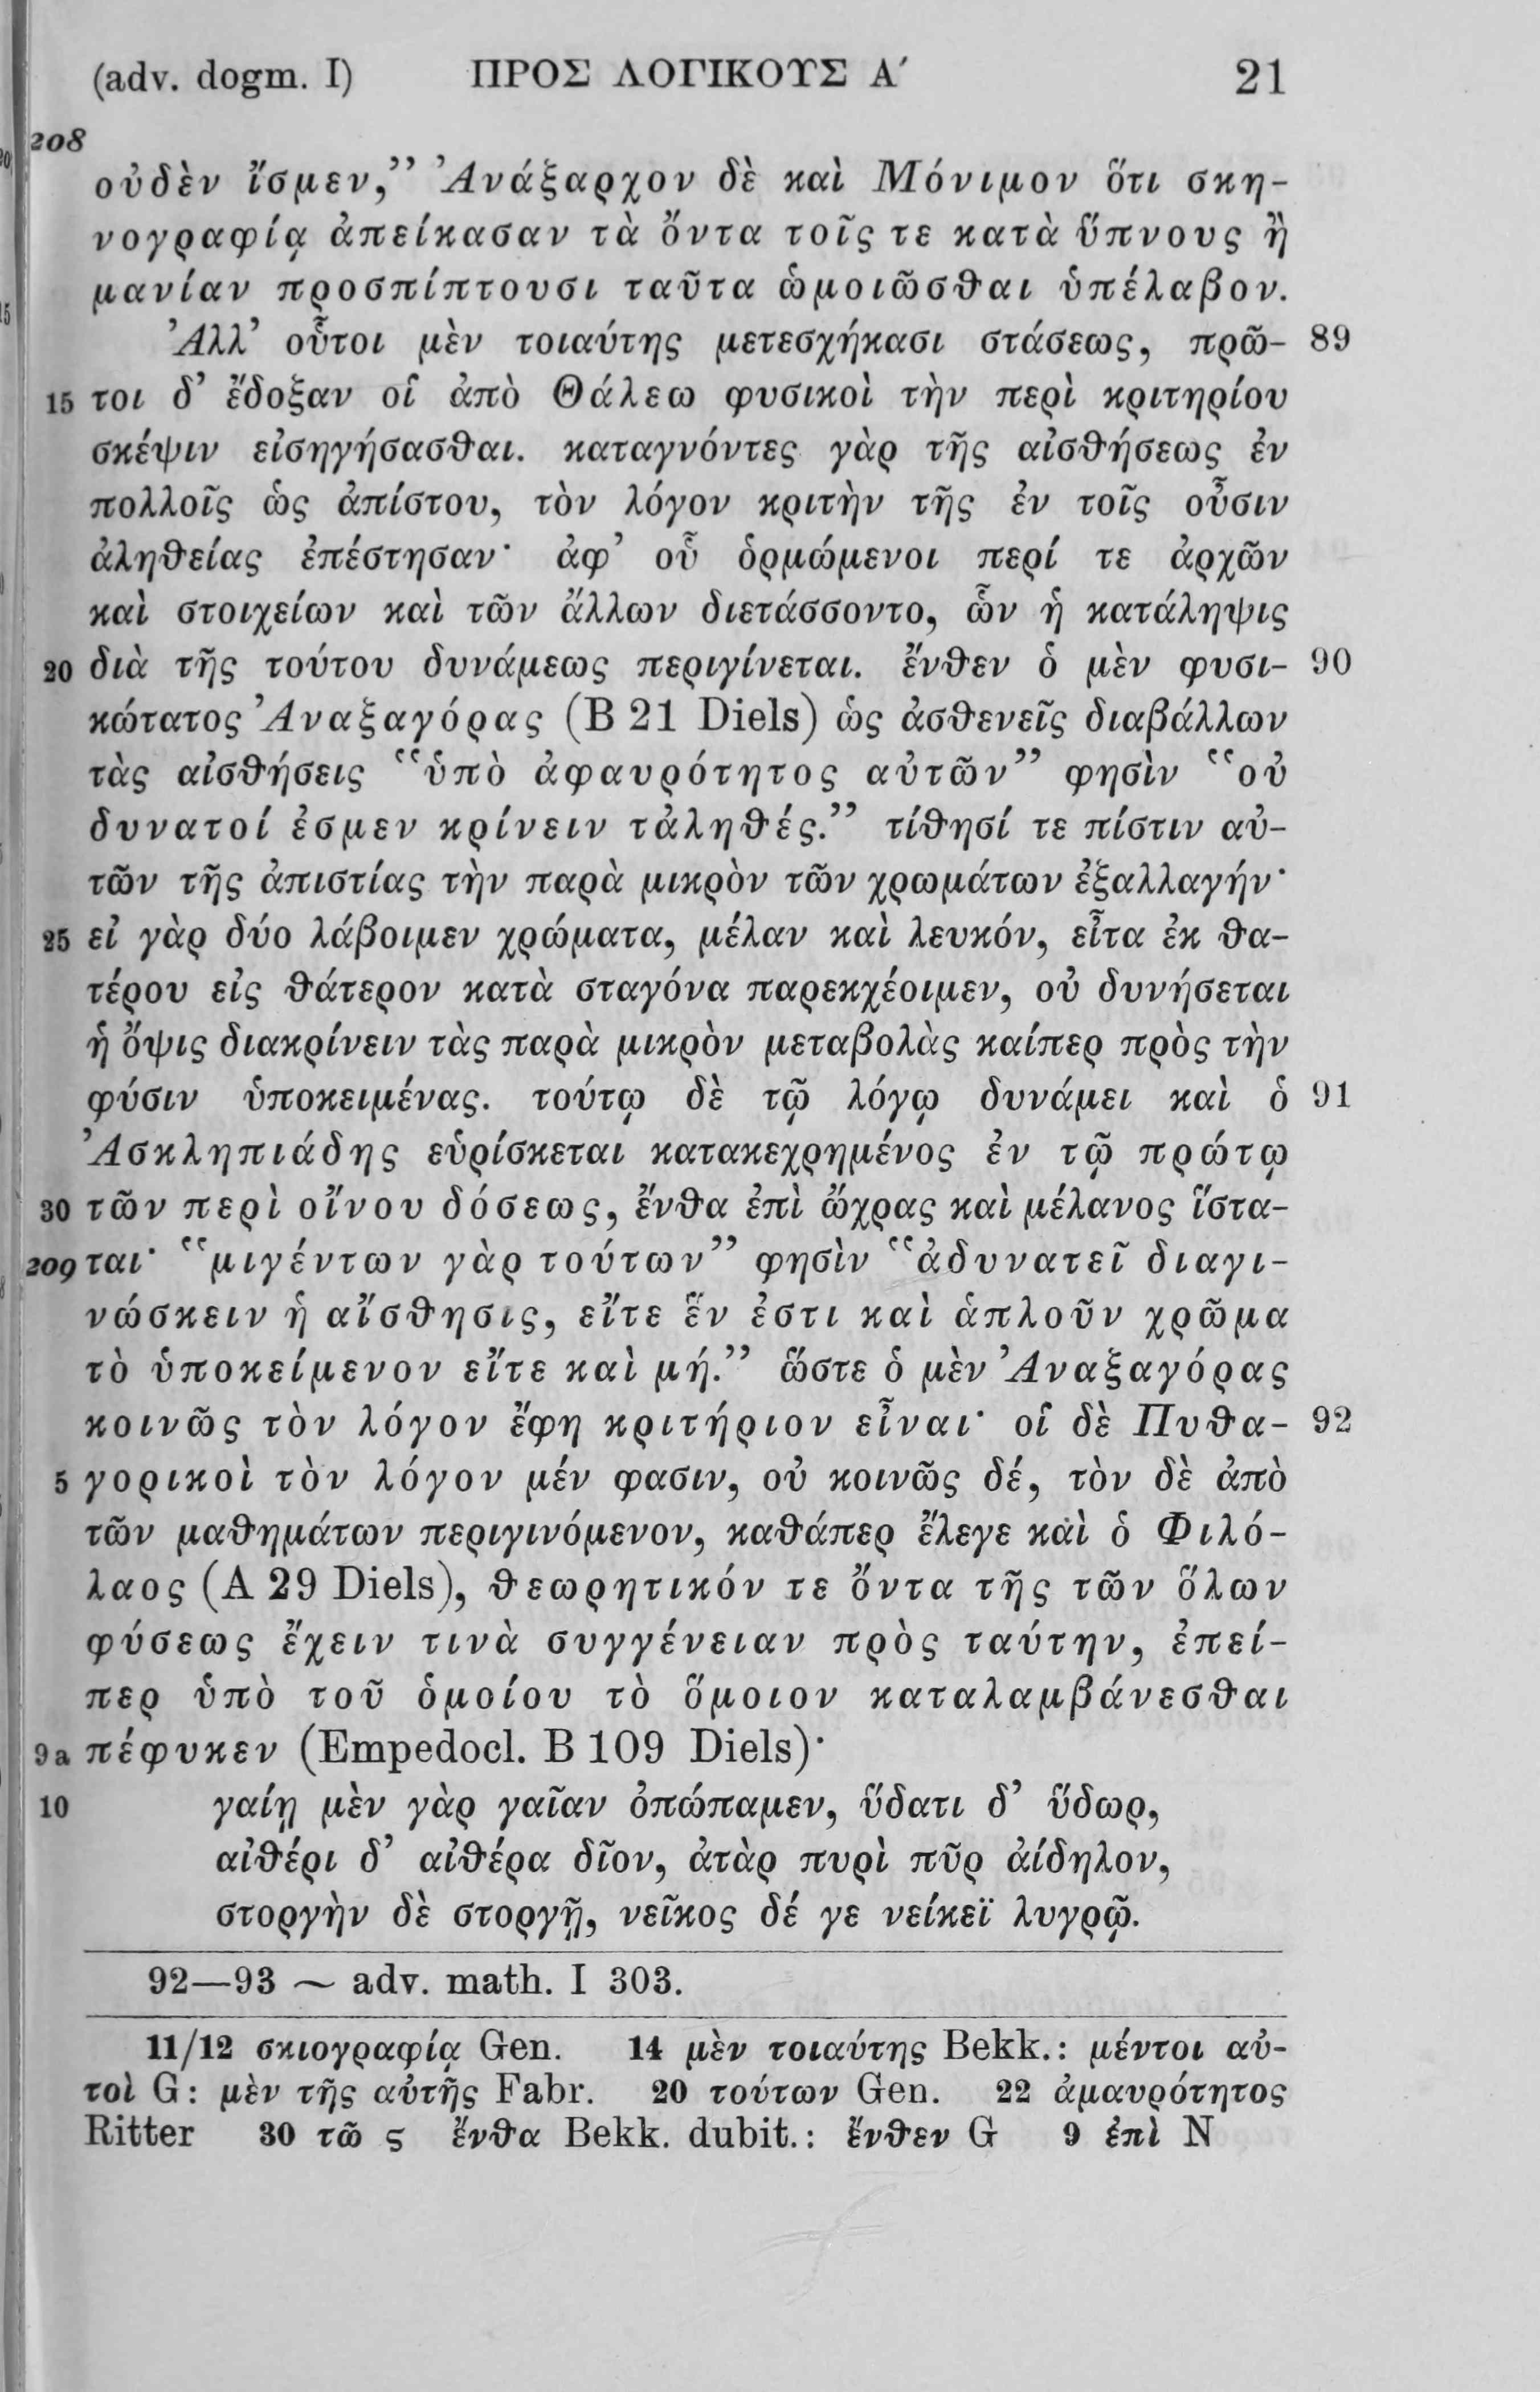 (adv. dogm. I) ΠΡΟΣ ΛΟΓΙΚΟΥΣ Α΄ 21
208
οὐδὲν ἴσμεν,” Ἀνάξαρχον δὲ καὶ Μόνιμον ὅτι σκη-
νογραφίᾳ ἀπείκασαν τὰ ὄντα τοῖς τε κατὰ ὕπνους ἢ
μανίαν προσπίπτουσι ταῦτα ὡμοιῶσθαι ὑπέλαβον.
Ἀλλ’ οὗτοι μὲν τοιαύτης μετεσχήκασι στάσεως, πρῶ- 89
15 τοι δ’ ἔδοξαν οἱ ἀπὸ Θάλεω φυσικοὶ τὴν περὶ κριτηρίου
σκέψιν εἰσηγήσασθαι. καταγνόντες γὰρ τῆς αἰσθήσεως ἐν
πολλοῖς ὡς ἀπίστου, τὸν λόγον κριτὴν τῆς ἐν τοῖς οὖσιν
ἀληθείας ἐπέστησαν· ἀφ’ οὗ ὁρμώμενοι περί τε ἀρχῶν
καὶ στοιχείων καὶ τῶν ἄλλων διετάσσοντο, ὧν ἡ κατάληψις
20 διὰ τῆς τούτου δυνάμεως περιγίνεται. ἔνθεν ὁ μὲν φυσι- 90
κώτατος Ἀναξαγόρας (B 21 Diels) ὡς ἀσθενεῖς διαβάλλων
τὰς αἰσθήσεις “ὑπὸ ἀφαυρότητος αὐτῶν” φησὶν “οὐ
δυνατοί ἐσμεν κρίνειν τἀληθές.” τίθησί τε πίστιν αὐ-
τῶν τῆς ἀπιστίας τὴν παρὰ μικρὸν τῶν χρωμάτων ἐξαλλαγήν·
25 εἰ γὰρ δύο λάβοιμεν χρώματα, μέλαν καὶ λευκόν, εἶτα ἐκ θα-
τέρου εἰς θάτερον κατὰ σταγόνα παρεκχέοιμεν, οὐ δυνήσεται
ἡ ὄψις διακρίνειν τὰς παρὰ μικρὸν μεταβολὰς καίπερ πρὸς τὴν
φύσιν ὑποκειμένας. τούτῳ δὲ τῷ λόγῳ δυνάμει καὶ ὁ 91
Ἀσκληπιάδης εὑρίσκεται κατακεχρημένος ἐν τῷ πρώτῳ
30 τῶν περὶ οἴνου δόσεως, ἔνθα ἐπὶ ὤχρας καὶ μέλανος ἵστα-
209 ται· “μιγέντων γὰρ τούτων” φησὶν “ἀδυνατεῖ διαγι-
νώσκειν ἡ αἴσθησις, εἴτε ἕν ἐστι καὶ ἁπλοῦν χρῶμα
τὸ ὑποκείμενον εἴτε καὶ μή.” ὥστε ὁ μὲν Ἀναξαγόρας
κοινῶς τὸν λόγον ἔφη κριτήριον εἶναι· οἱ δὲ Πυθα- 92
5 γορικοὶ τὸν λόγον μέν φασιν, οὐ κοινῶς δέ, τὸν δὲ ἀπὸ
τῶν μαθημάτων περιγινόμενον, καθάπερ ἔλεγε καὶ ὁ Φιλό-
λαος (A 29 Diels), θεωρητικόν τε ὄντα τῆς τῶν ὅλων
φύσεως ἔχειν τινὰ συγγένειαν πρὸς ταύτην, ἐπεί-
περ ὑπὸ τοῦ ὁμοίου τὸ ὅμοιον καταλαμβάνεσθαι
9a πέφυκεν (Empedocl. B 109 Diels)·
10 γαίῃ μὲν γὰρ γαῖαν ὀπώπαμεν, ὕδατι δ’ ὕδωρ,
αἰθέρι δ’ αἰθέρα δῖον, ἀτὰρ πυρὶ πῦρ ἀίδηλον,
στοργὴν δὲ στοργῇ, νεῖκος δέ γε νείκεϊ λυγρῷ.
92—93 ∼ adv. math. I 303.
11/12 σκιογραφίᾳ Gen. 14 μὲν τοιαύτης Bekk.: μέντοι αὐ-
τοὶ G: μὲν τῆς αὐτῆς Fabr. 20 τούτων Gen. 22 ἀμαυρότητος
Ritter 30 τῶ ς ἔνθα Bekk. dubit.: ἔνθεν G 9 ἐπὶ N